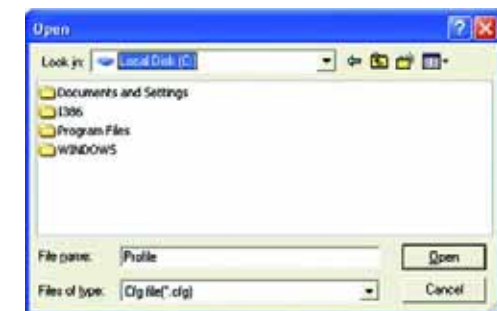 Open
Look in: Local Disk (C:)
Documents and Settings
I386
Program Files
WINDOWS
File name: Profile Open
Files of type: Cfg file(*.cfg) Cancel